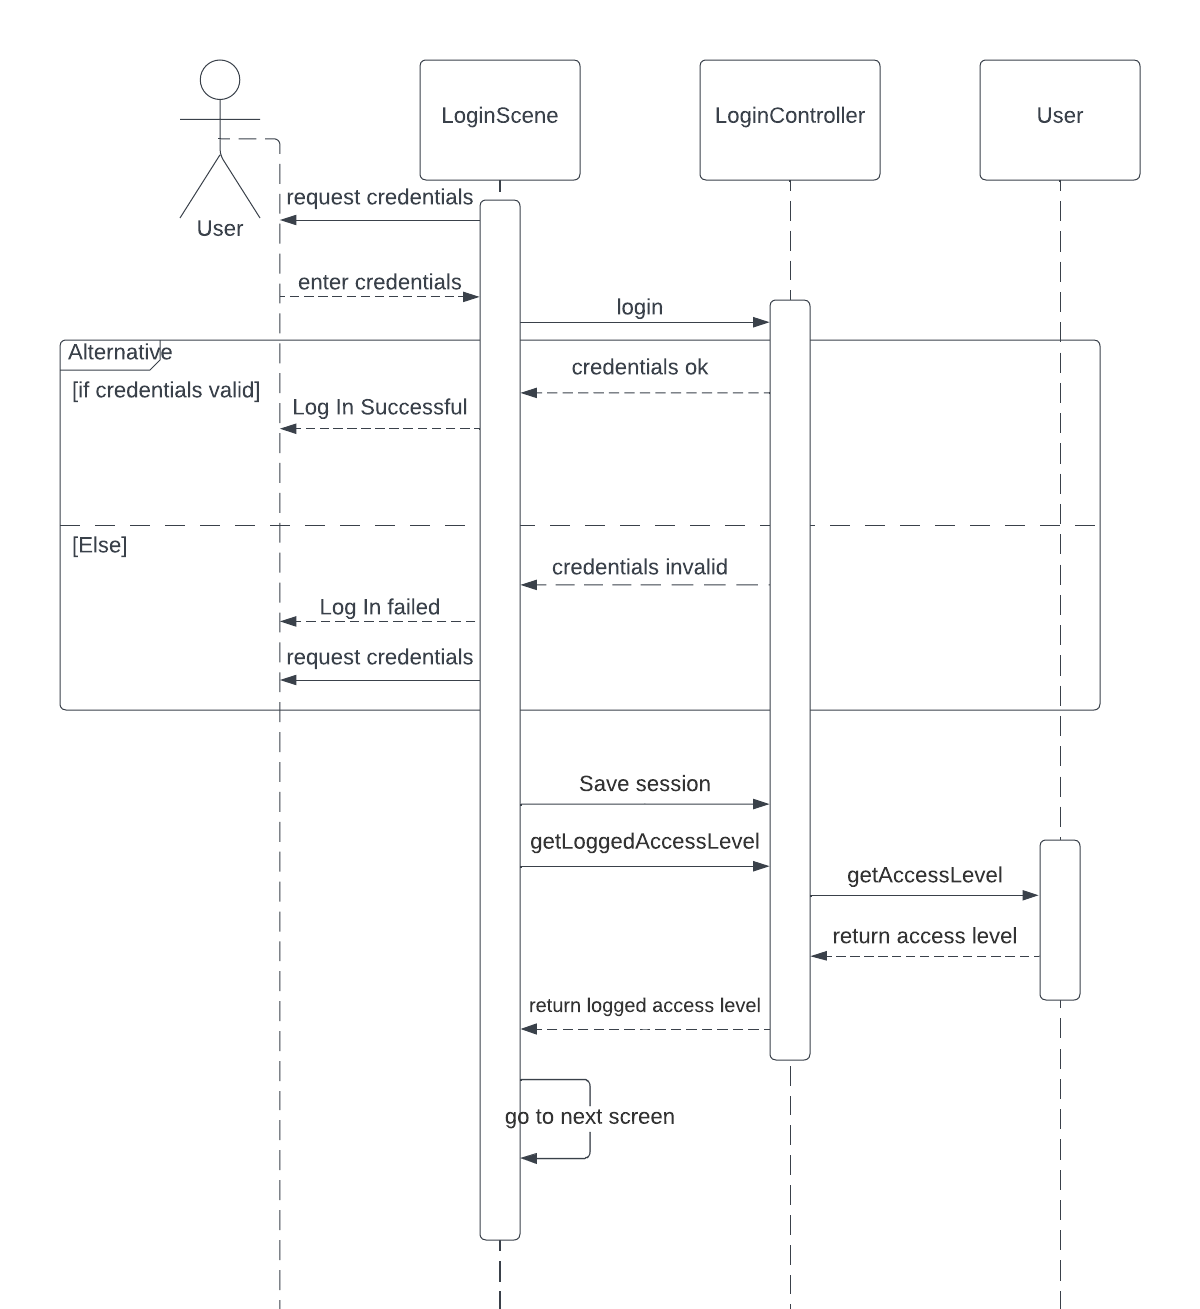 LoginScene
LoginController
User
User
request credentials
enter credentials
login
Alternative
credentials ok
[if credentials valid]
Log In Successful
[Else]
credentials invalid
Log In failed
request credentials
Save session
getLoggedAccessLevel
getAccessLevel
return access level
return logged access level
go to next screen